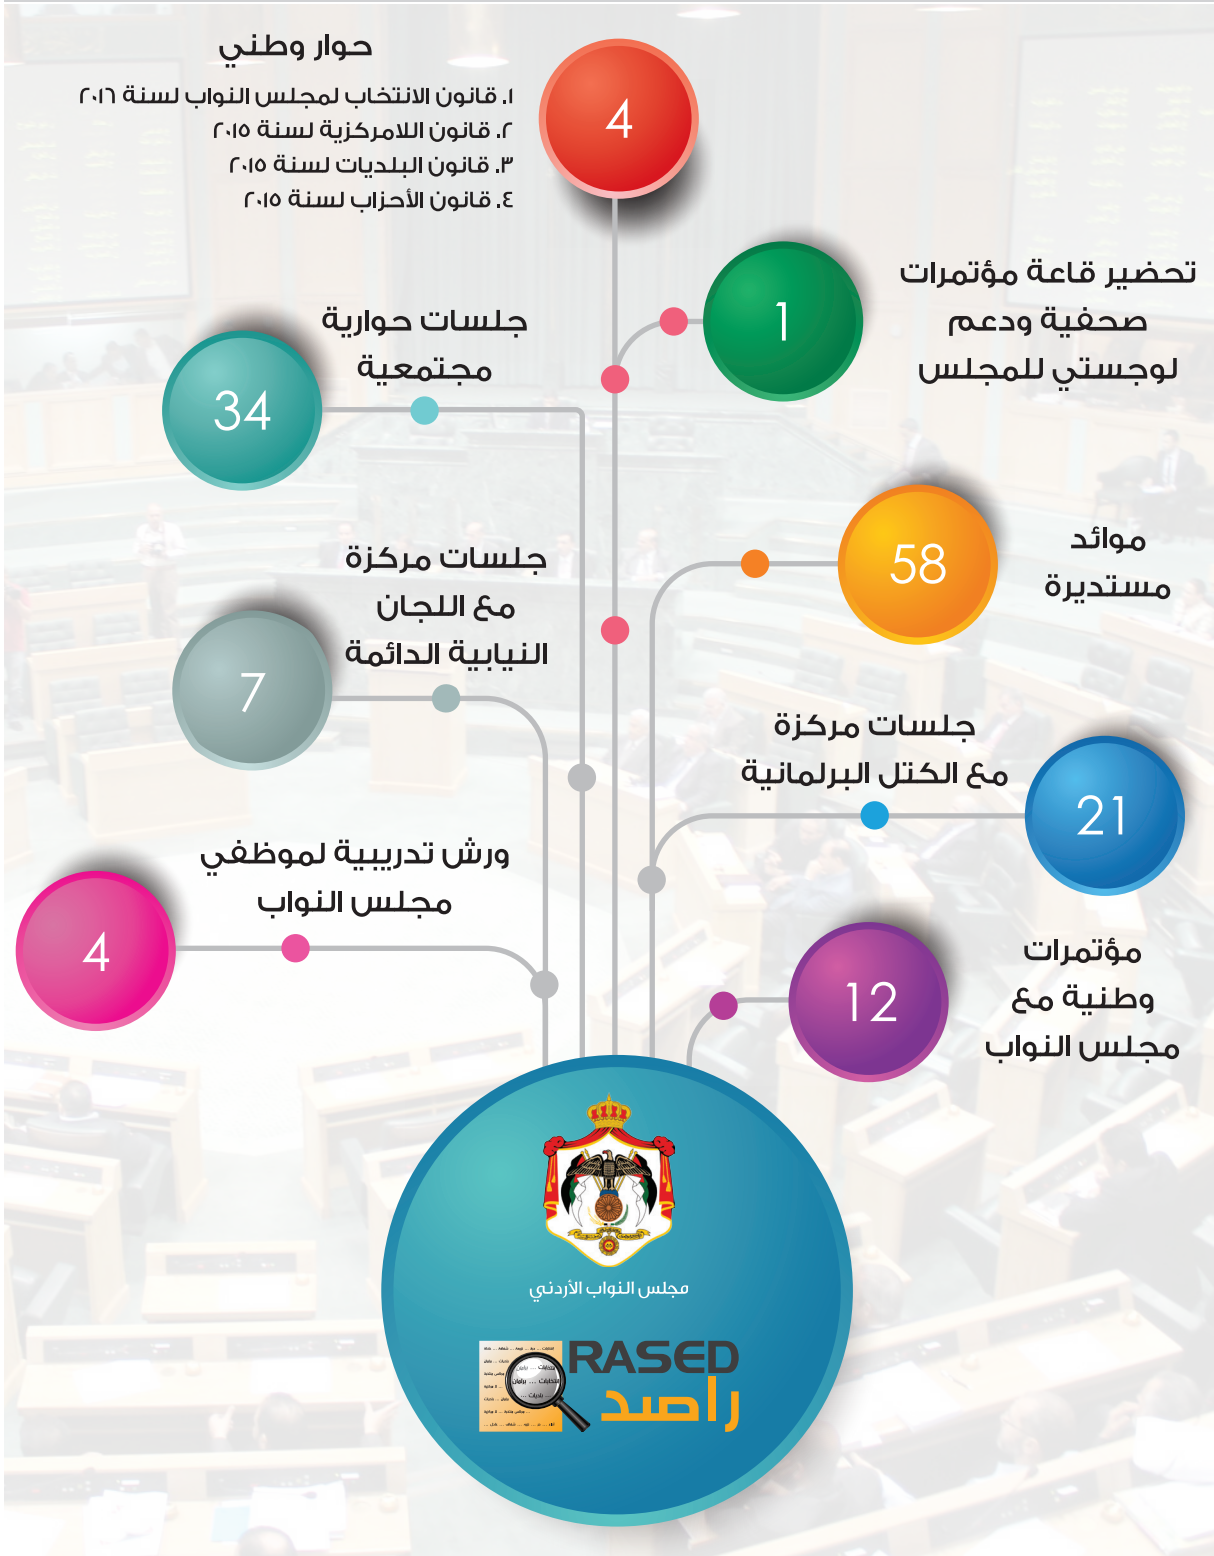 حوار وطني
١. قانون الانتخاب لمجلس النواب لسنة ٢٠١٦
٢. قانون اللامركزية لسنة ٢٠١٥
٣. قانون البلديات لسنة ٢٠١٥
٤. قانون الأحزاب لسنة ٢٠١٥
4
تحضير قاعة مؤتمرات
صحفية ودعم
لوجستي للمجلس
1
جلسات حوارية
مجتمعية
34
موائد
مستديرة
58
جلسات مركزة
مع اللجان
النيابية الدائمة
7
جلسات مركزة
مع الكتل البرلمانية
21
ورش تدريبية لموظفي
مجلس النواب
4
مؤتمرات
وطنية مع
مجلس النواب
12
مجلس النواب الأردني
RASED
راصد